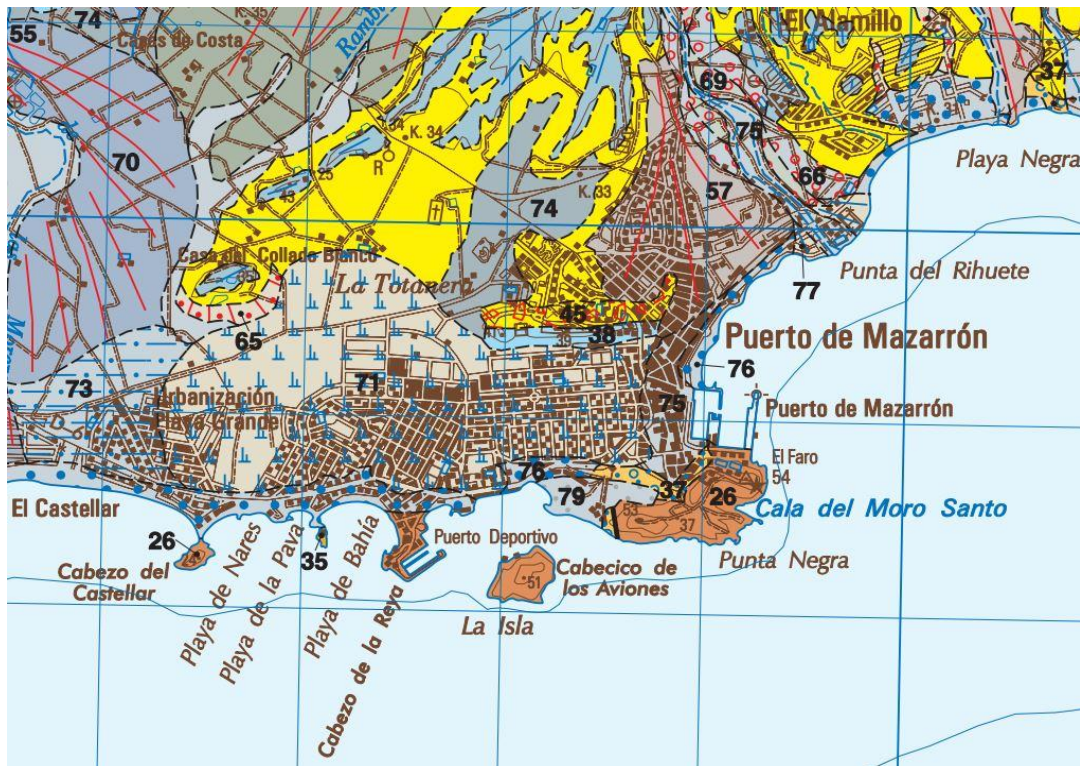 74
El Alamillo
55
Casas de Costa
37
69
34
K. 34
75
R
25
43
Playa Negra
70
66
K. 33
57
74
Casa del Collado Blanco
35
La Totanera
Punta del Rihuete
77
45
65
38
Puerto de Mazarrón
76
73
71
Urbanización
Playa Grande
75
Puerto de Mazarrón
El Faro
54
76
37
26
79
El Castellar
53
Cala del Moro Santo
37
26
35
Puerto Deportivo
Punta Negra
Cabezo del
Castellar
Cabecico de
los Aviones
51
Playa de Nares
Playa de la Pava
Playa de Bahía
Cabezo de la Reya
La Isla